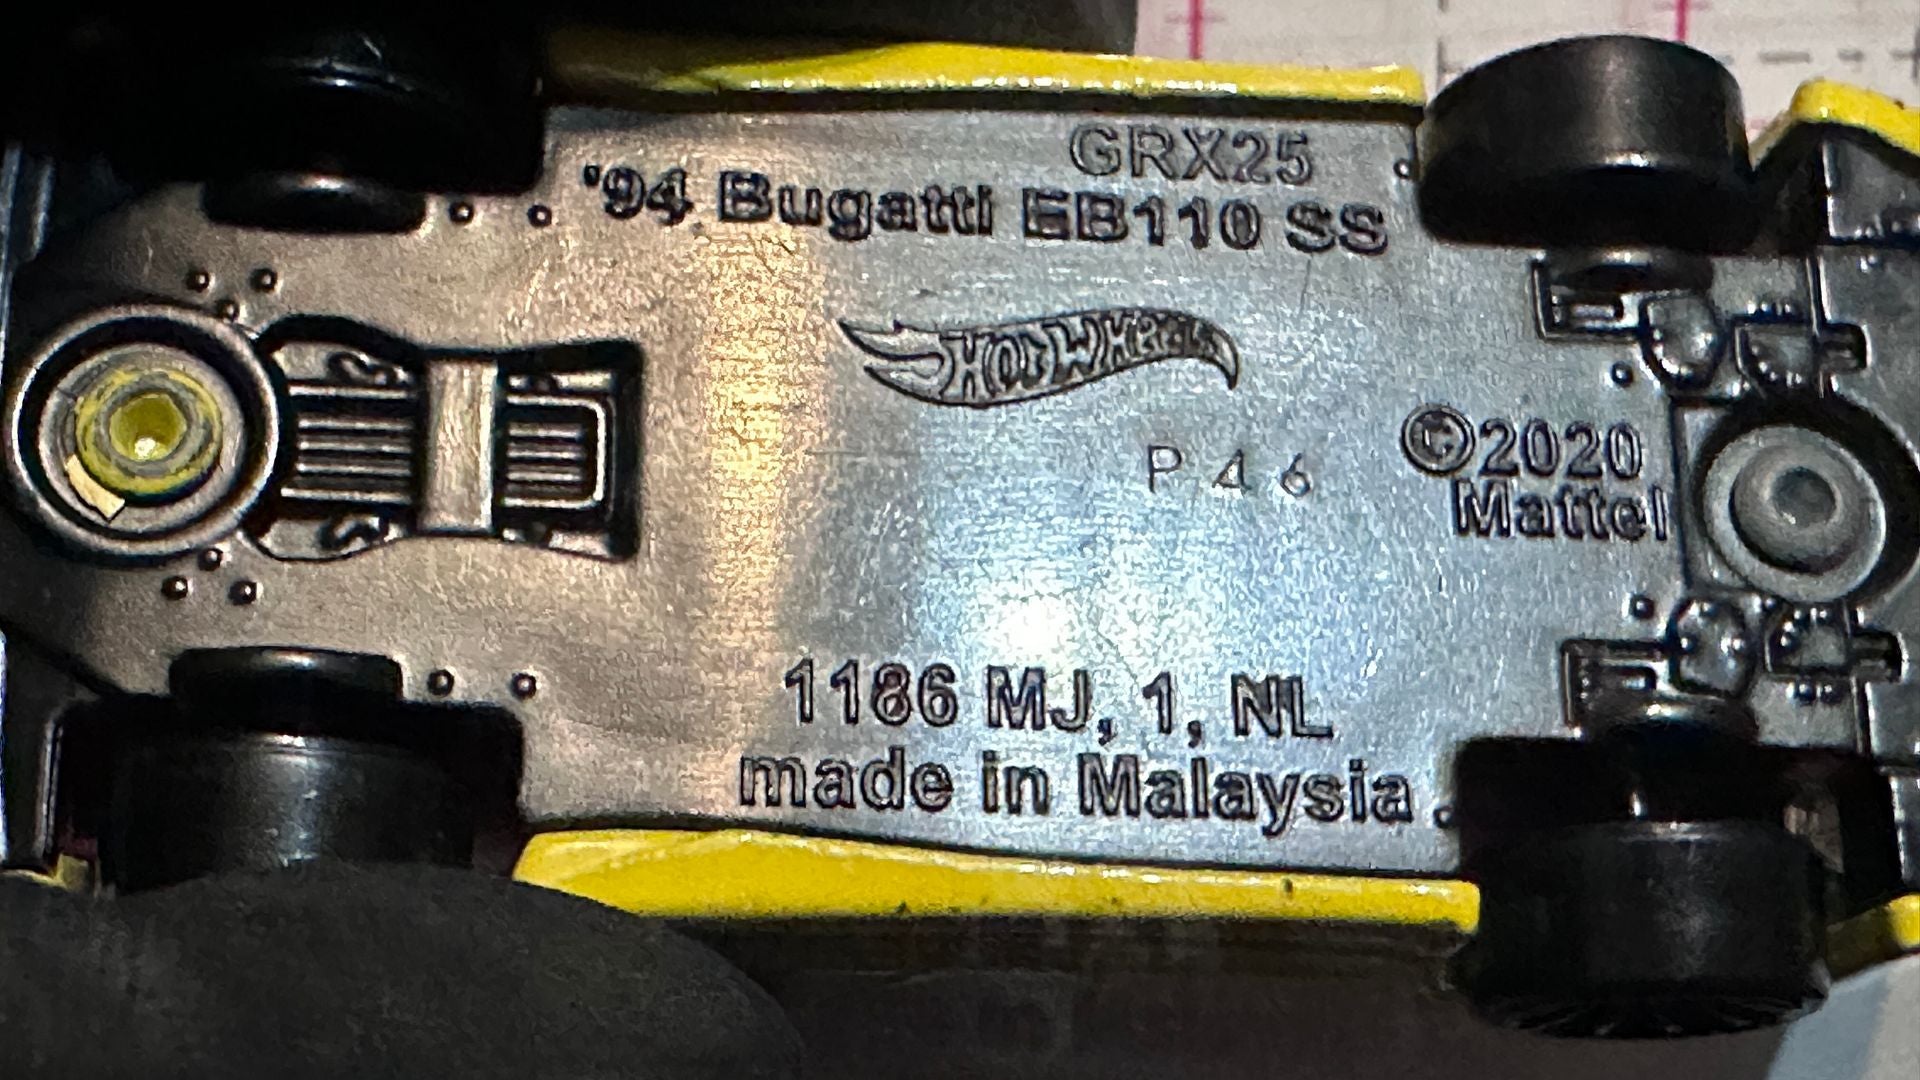 GRX25
'94 Bugatti EB110 SS
HOT WHEELS
P46
©2020
Mattel
1186 MJ, 1, NL
made in Malaysia .